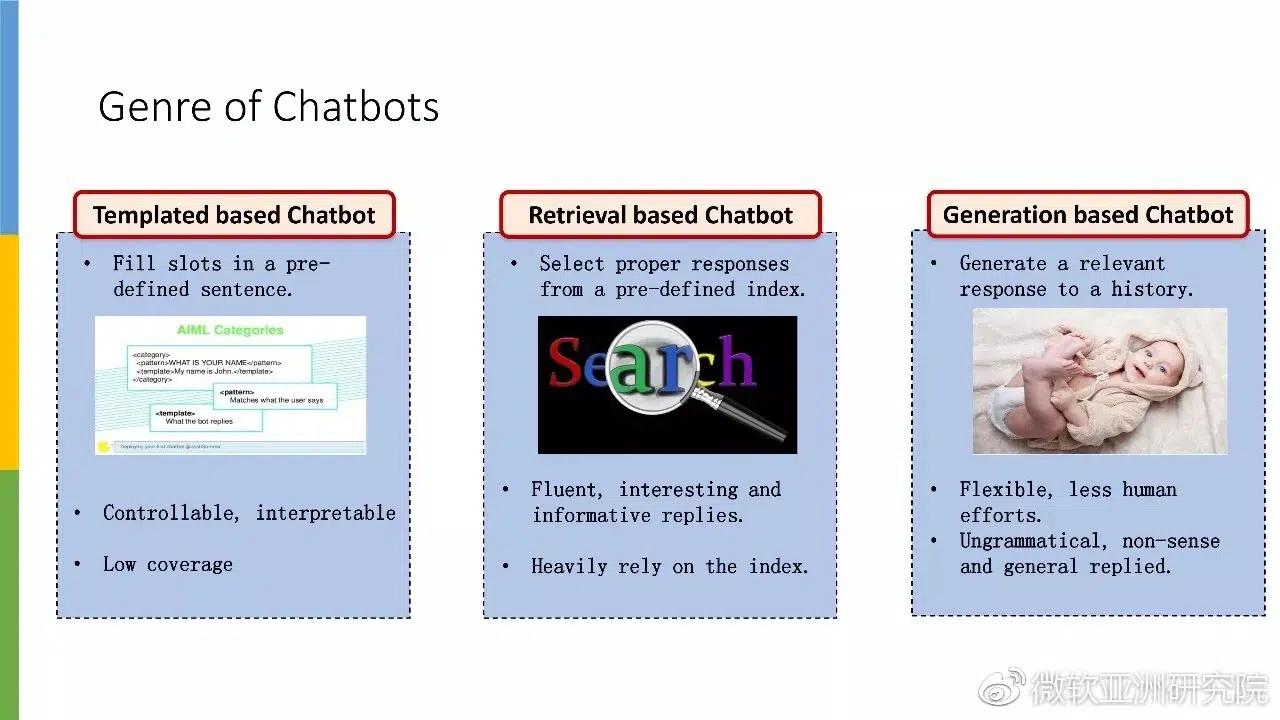 Genre of Chatbots
Templated based Chatbot
• Fill slots in a pre-
defined sentence.
AIML Categories
<category>
<pattern>WHAT IS YOUR NAME</pattern>
<template>My name is John.</template>
</category>
<pattern>
Matches what the user says
<template>
What the bot replies
Deploying your first chatbot
• Controllable, interpretable
• Low coverage
Retrieval based Chatbot
• Select proper responses
from a pre-defined index.
Search
• Fluent, interesting and
informative replies.
• Heavily rely on the index.
Generation based Chatbot
• Generate a relevant
response to a history.
• Flexible, less human
efforts.
• Ungrammatical, non-sense
and general replied.
微软亚洲研究院